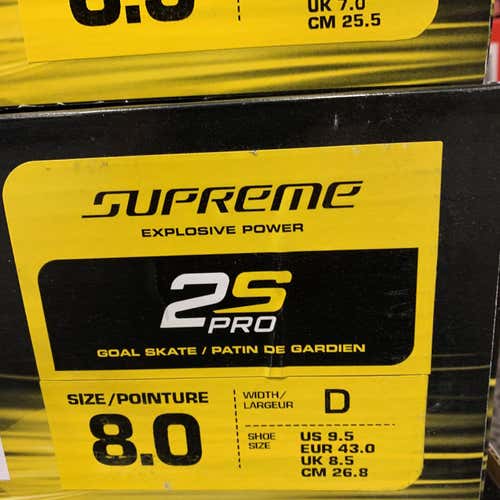 UK 7.0
CM 25.5
SUPREME
EXPLOSIVE POWER
2S
PRO
GOAL SKATE / PATIN DE GARDIEN
SIZE/POINTURE
8.0
WIDTH/
LARGEUR
D
SHOE
SIZE
US 9.5
EUR 43.0
UK 8.5
CM 26.8